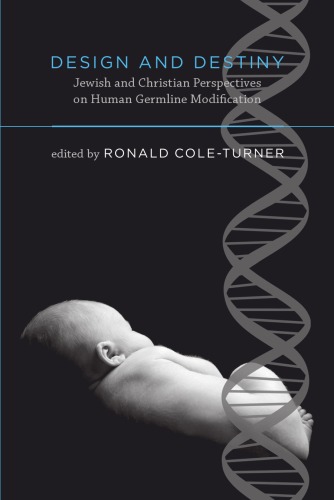 DESIGN AND DESTINY
Jewish and Christian Perspectives
on Human Germline Modification
edited by RONALD COLE-TURNER